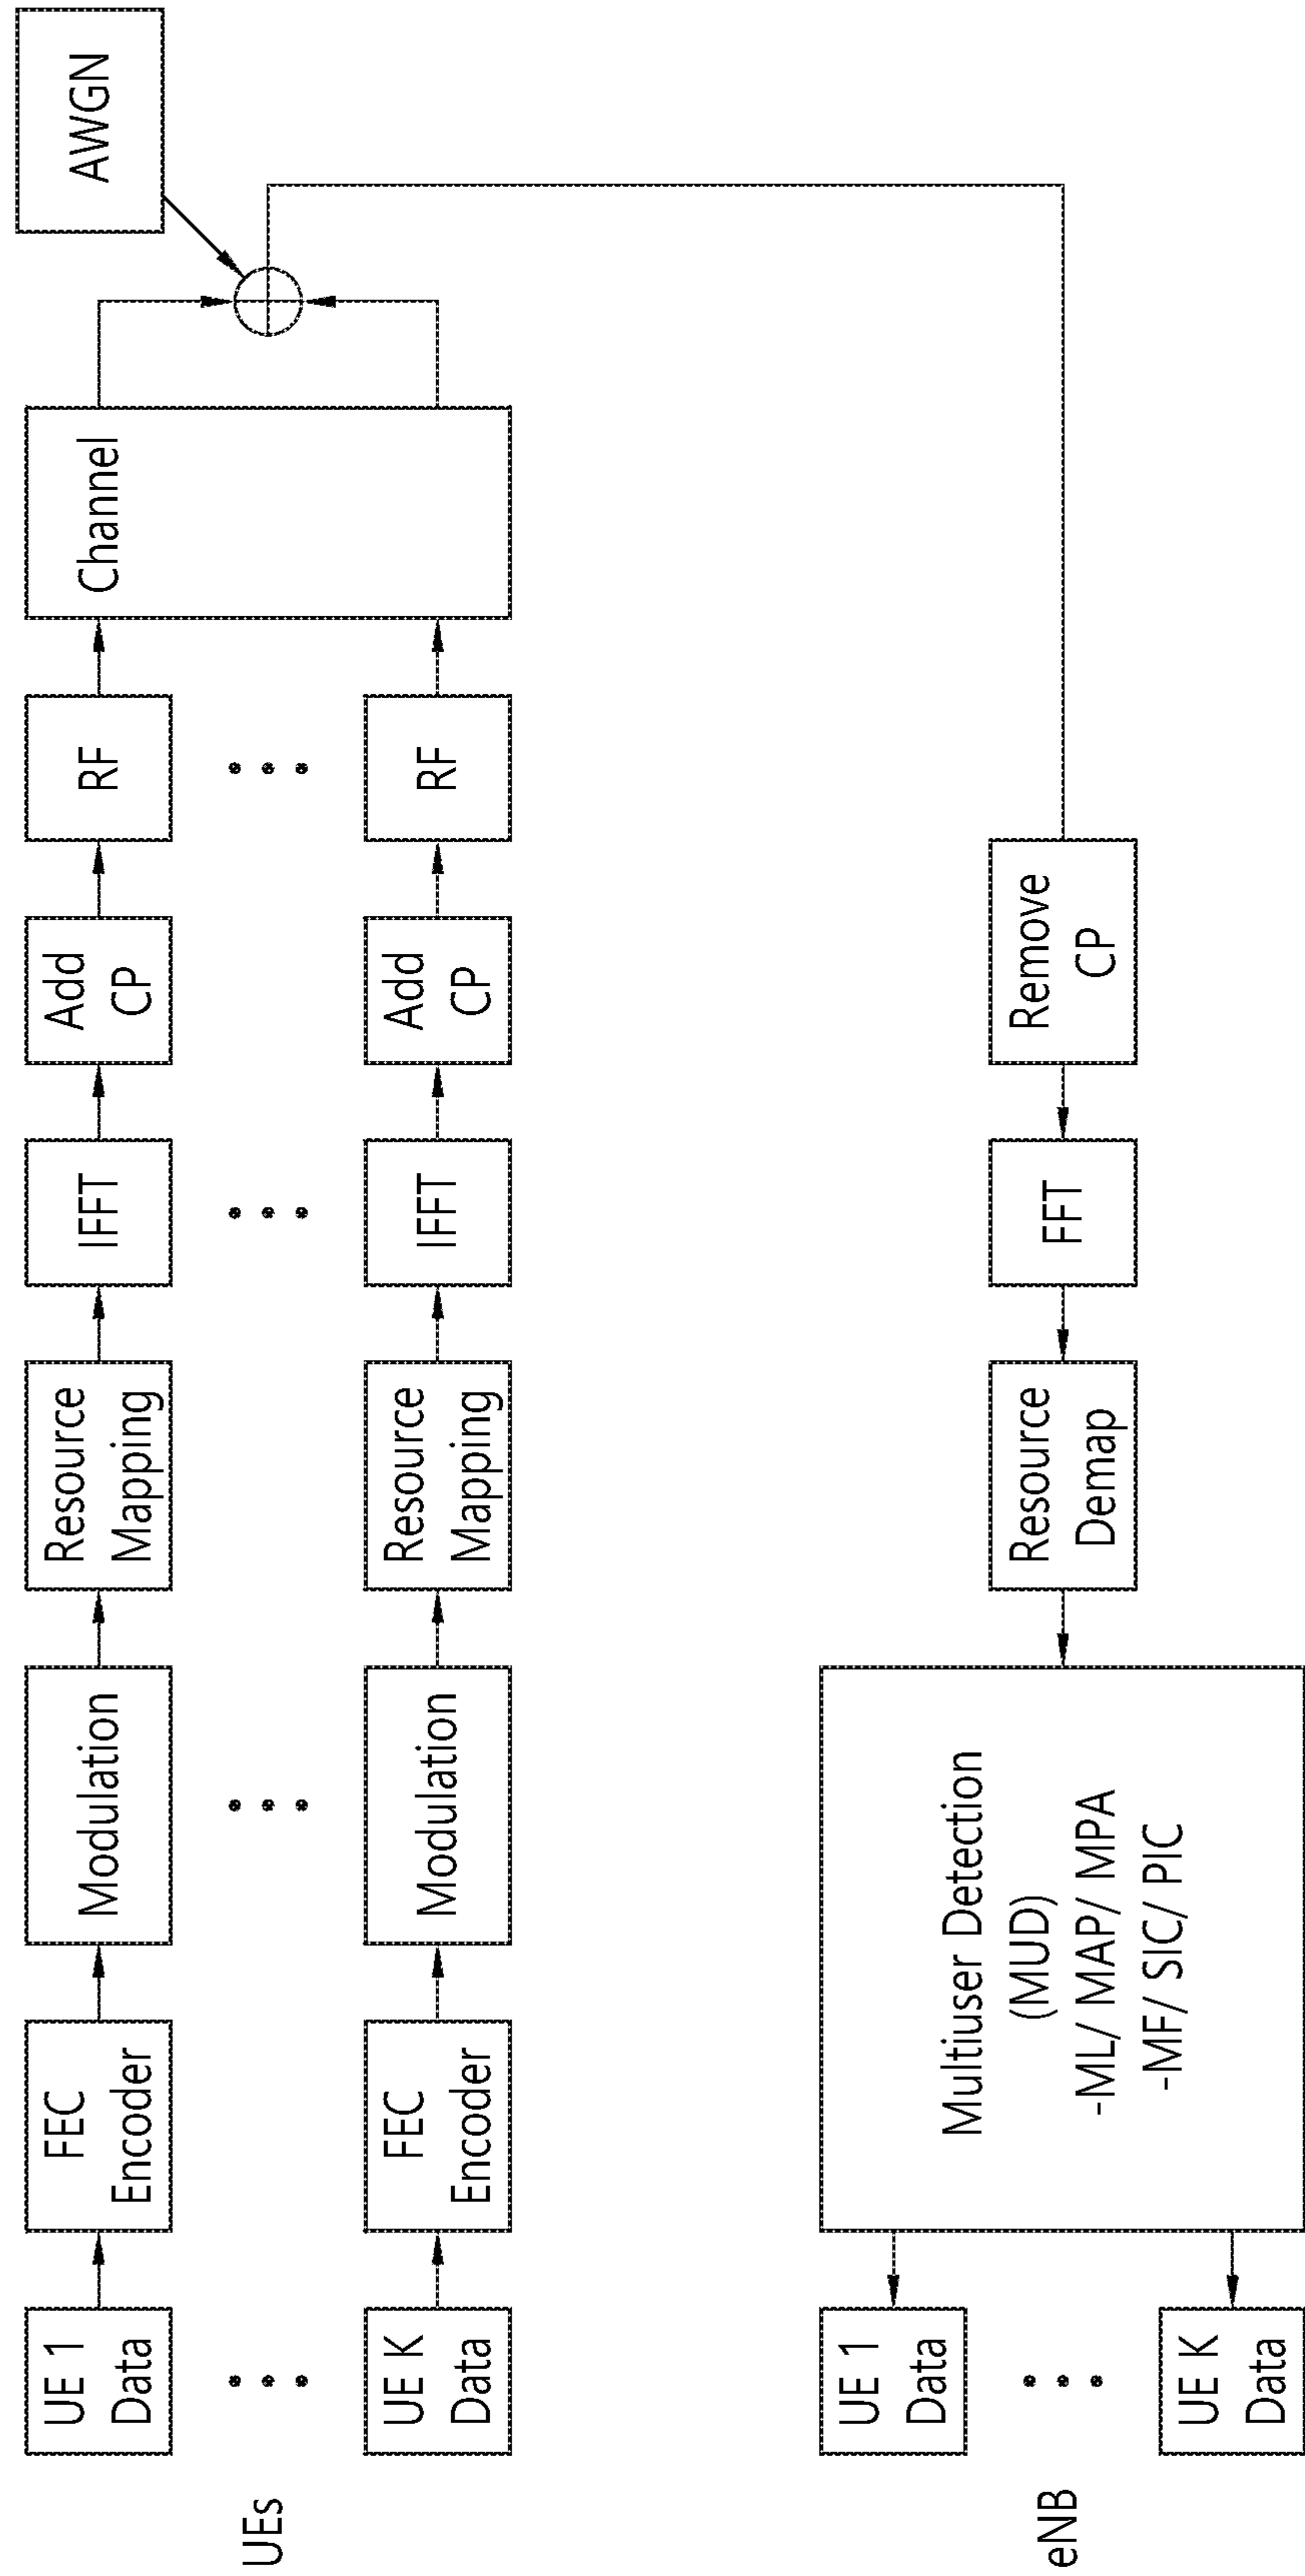 UEs
UE 1
Data
FEC
Encoder
Modulation
Resource
Mapping
IFFT
Add
CP
RF
Channel
AWGN
UE K
Data
FEC
Encoder
Modulation
Resource
Mapping
IFFT
Add
CP
RF
eNB
UE 1
Data
UE K
Data
Multiuser Detection
(MUD)
-ML/ MAP/ MPA
-MF/ SIC/ PIC
Resource
Demap
FFT
Remove
CP